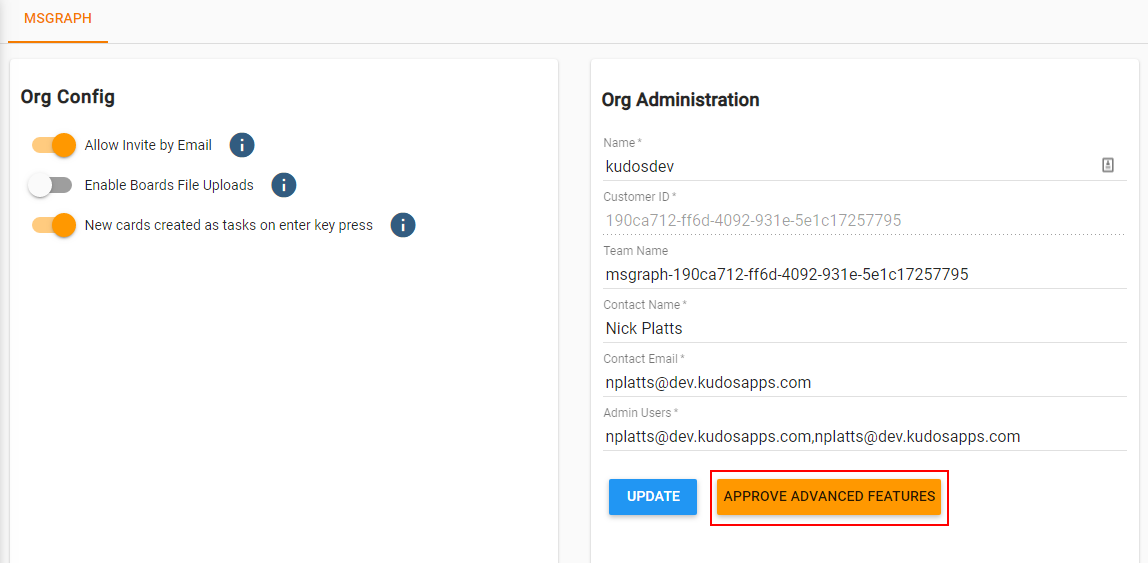 MSGRAPH
Org Config
Allow Invite by Email
Enable Boards File Uploads
New cards created as tasks on enter key press
Org Administration
Name *
kudosdev
Customer ID *
190ca712-ff6d-4092-931e-5e1c17257795
Team Name
msgraph-190ca712-ff6d-4092-931e-5e1c17257795
Contact Name *
Nick Platts
Contact Email *
nplatts@dev.kudosapps.com
Admin Users *
nplatts@dev.kudosapps.com,nplatts@dev.kudosapps.com
UPDATE
APPROVE ADVANCED FEATURES